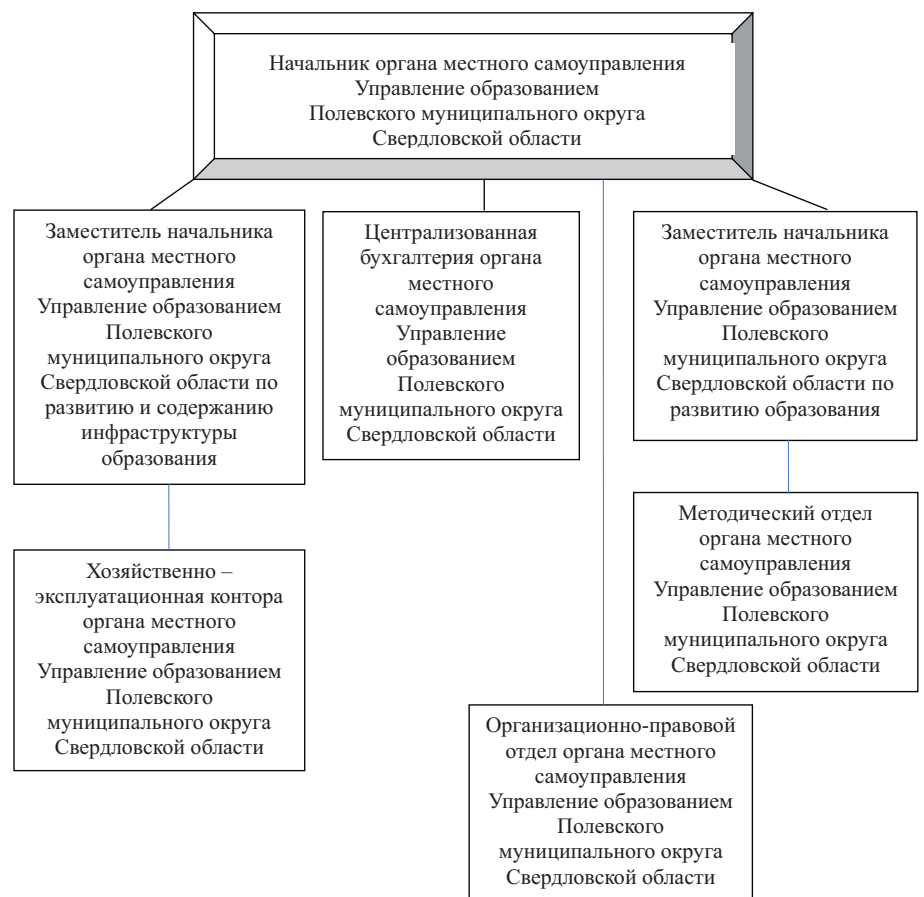 Начальник органа местного самоуправления
Управление образованием
Полевского муниципального округа
Свердловской области
Заместитель начальника
органа местного
самоуправления
Управление образованием
Полевского
муниципального округа
Свердловской области по
развитию и содержанию
инфраструктуры
образования
Централизованная
бухгалтерия органа
местного
самоуправления
Управление
образованием
Полевского
муниципального округа
Свердловской области
Заместитель начальника
органа местного
самоуправления
Управление образованием
Полевского
муниципального округа
Свердловской области по
развитию образования
Хозяйственно –
эксплуатационная контора
органа местного
самоуправления
Управление образованием
Полевского
муниципального округа
Свердловской области
Методический отдел
органа местного
самоуправления
Управление образованием
Полевского
муниципального округа
Свердловской области
Организационно-правовой
отдел органа местного
самоуправления
Управление образованием
Полевского
муниципального округа
Свердловской области